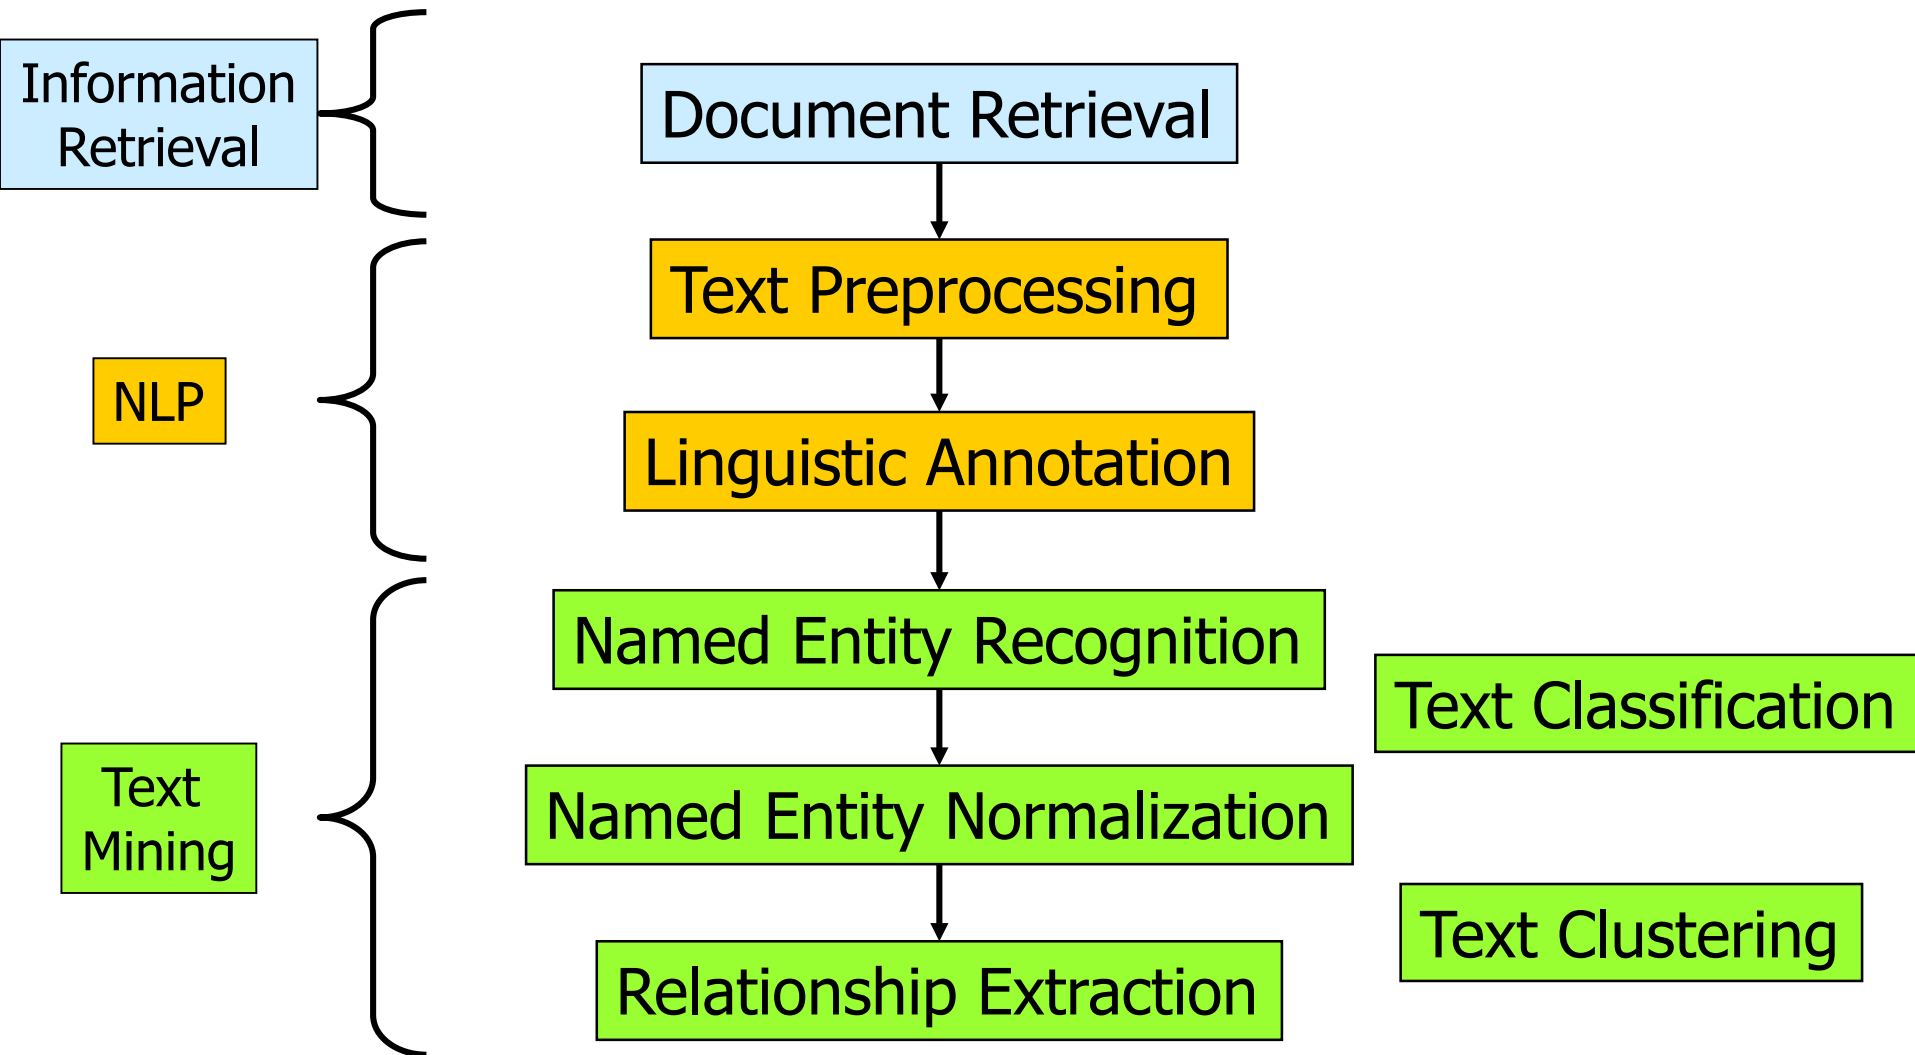 Information
Retrieval
Document Retrieval
Text Preprocessing
NLP
Linguistic Annotation
Named Entity Recognition
Text Classification
Text
Mining
Named Entity Normalization
Text Clustering
Relationship Extraction